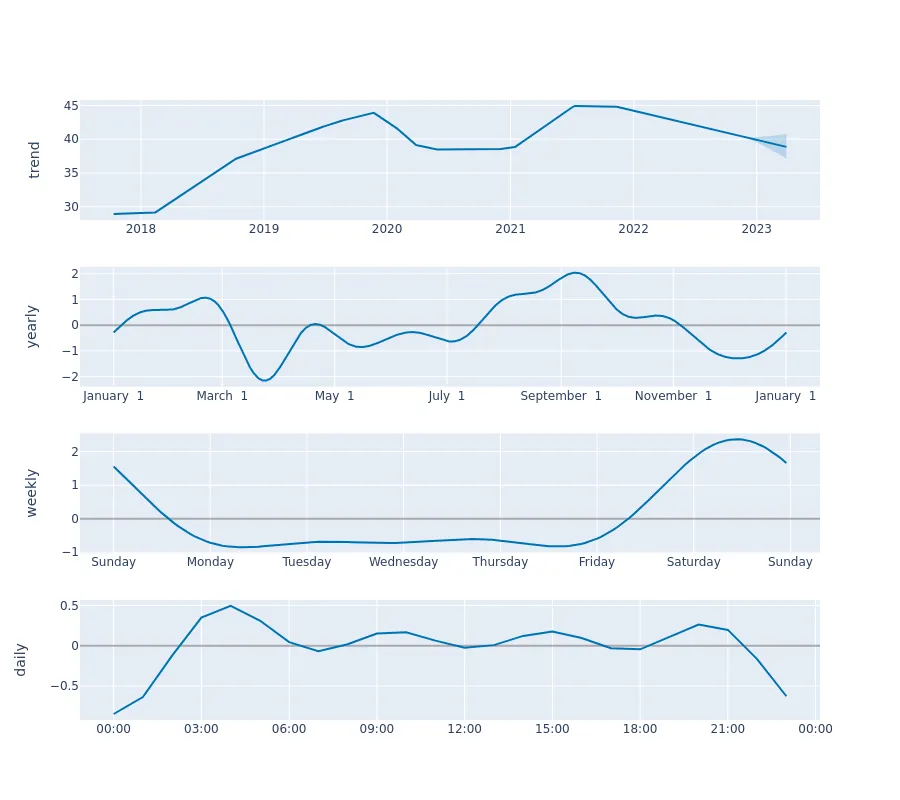 trend
45
40
35
30
2018 2019 2020 2021 2022 2023
yearly
2
1
0
−1
−2
January 1 March 1 May 1 July 1 September 1 November 1 January 1
weekly
2
1
0
−1
Sunday Monday Tuesday Wednesday Thursday Friday Saturday Sunday
daily
0.5
0
−0.5
00:00 03:00 06:00 09:00 12:00 15:00 18:00 21:00 00:00